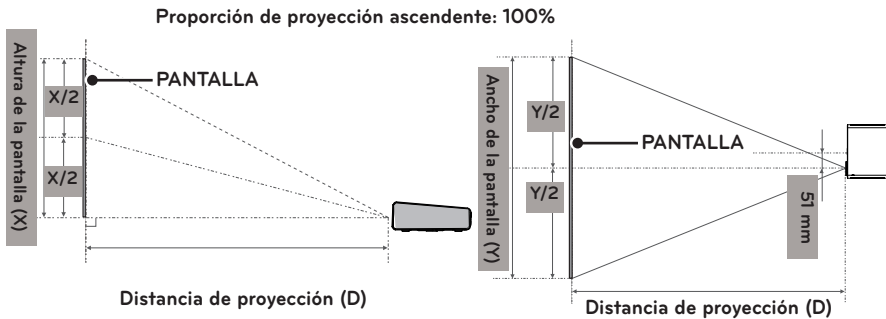 Proporción de proyección ascendente: 100%
Altura de la pantalla (X)
X/2
X/2
PANTALLA
Distancia de proyección (D)
Ancho de la pantalla (Y)
Y/2
Y/2
PANTALLA
51 mm
Distancia de proyección (D)